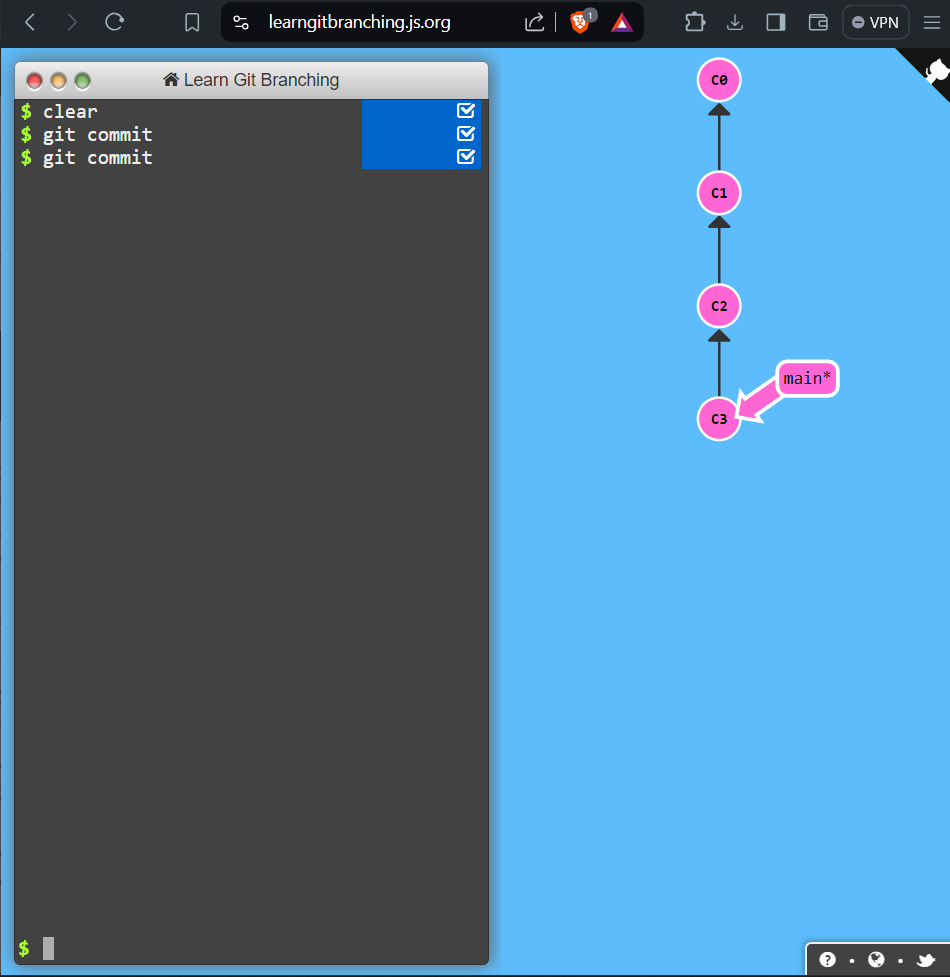 learngitbranching.js.org
1
VPN
Learn Git Branching
$ clear
$ git commit
$ git commit
$
C0
C1
C2
main*
C3
?